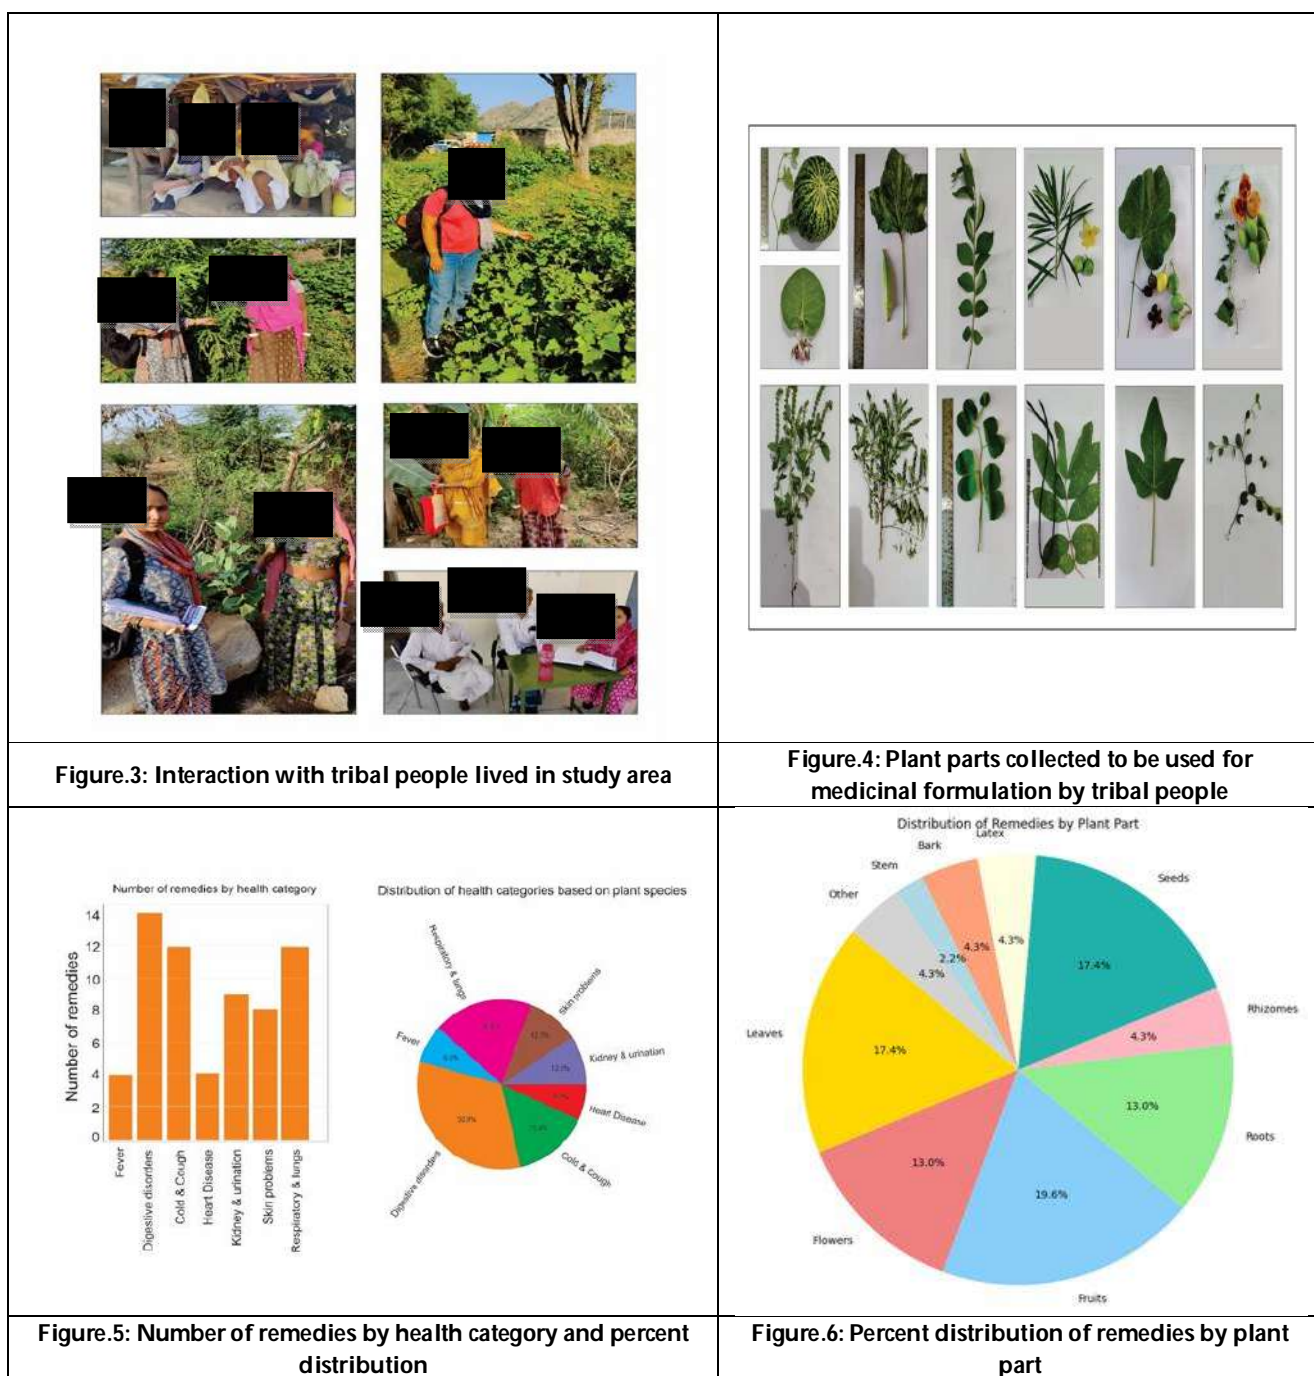 Figure.3: Interaction with tribal people lived in study area
Figure.4: Plant parts collected to be used for
medicinal formulation by tribal people
Number of remedies by health category
Number of remedies
14
12
10
8
6
4
2
0
Fever
Digestive disorders
Cold & Cough
Heart Disease
Kidney & urination
Skin problems
Respiratory & lungs
Distribution of health categories based on plant species
Respiratory & lungs
Skin problems
Fever
Kidney & urination
Heart Disease
Cold & Cough
Digestive disorders
Distribution of Remedies by Plant Part
Latex
Bark
Stem
Other
Seeds
Leaves
Rhizomes
Roots
Flowers
Fruits
4.3%
4.3%
2.2%
4.3%
17.4%
17.4%
4.3%
13.0%
13.0%
19.6%
Figure.5: Number of remedies by health category and percent
distribution
Figure.6: Percent distribution of remedies by plant
part